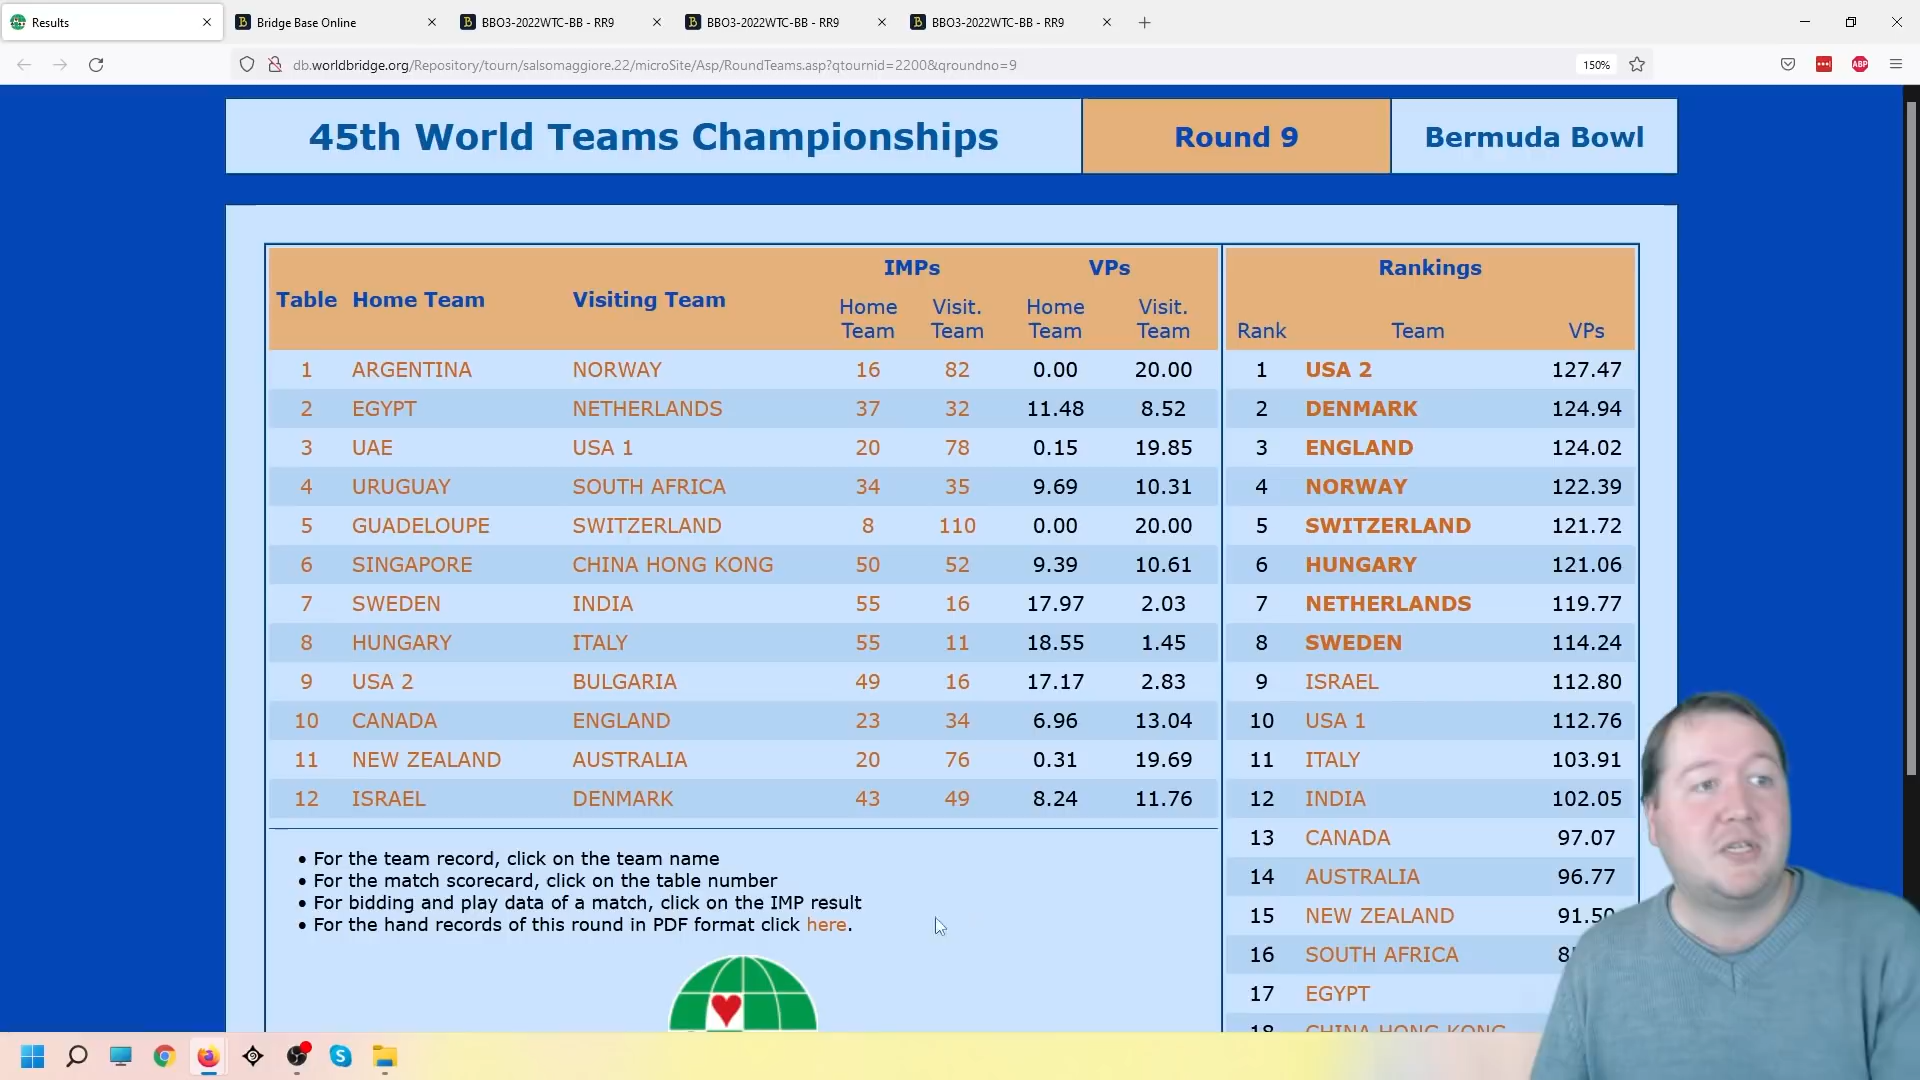 Results
Bridge Base Online
BBO3-2022WTC-BB - RR9
BBO3-2022WTC-BB - RR9
BBO3-2022WTC-BB - RR9
db.worldbridge.org/Repository/tourn/salsomaggiore.22/microSite/Asp/RoundTeams.asp?qtournid=2200&qroundno=9
150%
ABP
45th World Teams Championships
Round 9
Bermuda Bowl
IMPs VPs
Table Home Team Visiting Team Home Team Visit. Team Home Team Visit. Team
1 ARGENTINA NORWAY 16 82 0.00 20.00
2 EGYPT NETHERLANDS 37 32 11.48 8.52
3 UAE USA 1 20 78 0.15 19.85
4 URUGUAY SOUTH AFRICA 34 35 9.69 10.31
5 GUADELOUPE SWITZERLAND 8 110 0.00 20.00
6 SINGAPORE CHINA HONG KONG 50 52 9.39 10.61
7 SWEDEN INDIA 55 16 17.97 2.03
8 HUNGARY ITALY 55 11 18.55 1.45
9 USA 2 BULGARIA 49 16 17.17 2.83
10 CANADA ENGLAND 23 34 6.96 13.04
11 NEW ZEALAND AUSTRALIA 20 76 0.31 19.69
12 ISRAEL DENMARK 43 49 8.24 11.76
• For the team record, click on the team name
• For the match scorecard, click on the table number
• For bidding and play data of a match, click on the IMP result
• For the hand records of this round in PDF format click here.
Rankings
Rank Team VPs
1 USA 2 127.47
2 DENMARK 124.94
3 ENGLAND 124.02
4 NORWAY 122.39
5 SWITZERLAND 121.72
6 HUNGARY 121.06
7 NETHERLANDS 119.77
8 SWEDEN 114.24
9 ISRAEL 112.80
10 USA 1 112.76
11 ITALY 103.91
12 INDIA 102.05
13 CANADA 97.07
14 AUSTRALIA 96.77
15 NEW ZEALAND 91.50
16 SOUTH AFRICA
17 EGYPT
18 CHINA HONG KONG